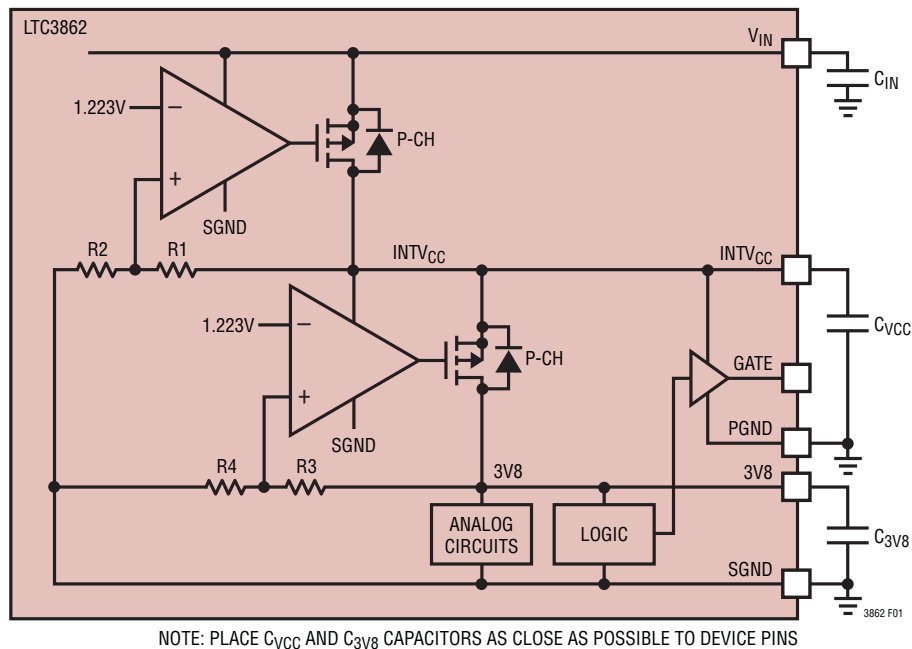 LTC3862
VIN
CIN
1.223V
−
P-CH
+
SGND
R2
R1
INTVCC
INTVCC
1.223V
−
CVCC
P-CH
GATE
+
SGND
PGND
R4
R3
3V8
3V8
ANALOG
CIRCUITS
LOGIC
C3V8
SGND
3862 F01
NOTE: PLACE CVCC AND C3V8 CAPACITORS AS CLOSE AS POSSIBLE TO DEVICE PINS